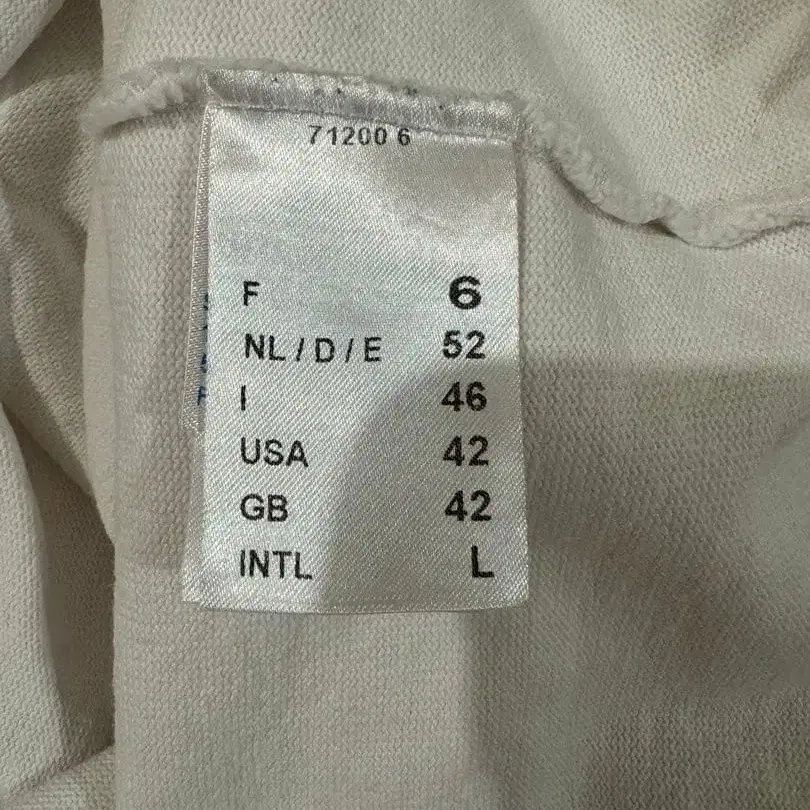 71200 6
F 6
NL / D / E 52
I 46
USA 42
GB 42
INTL L